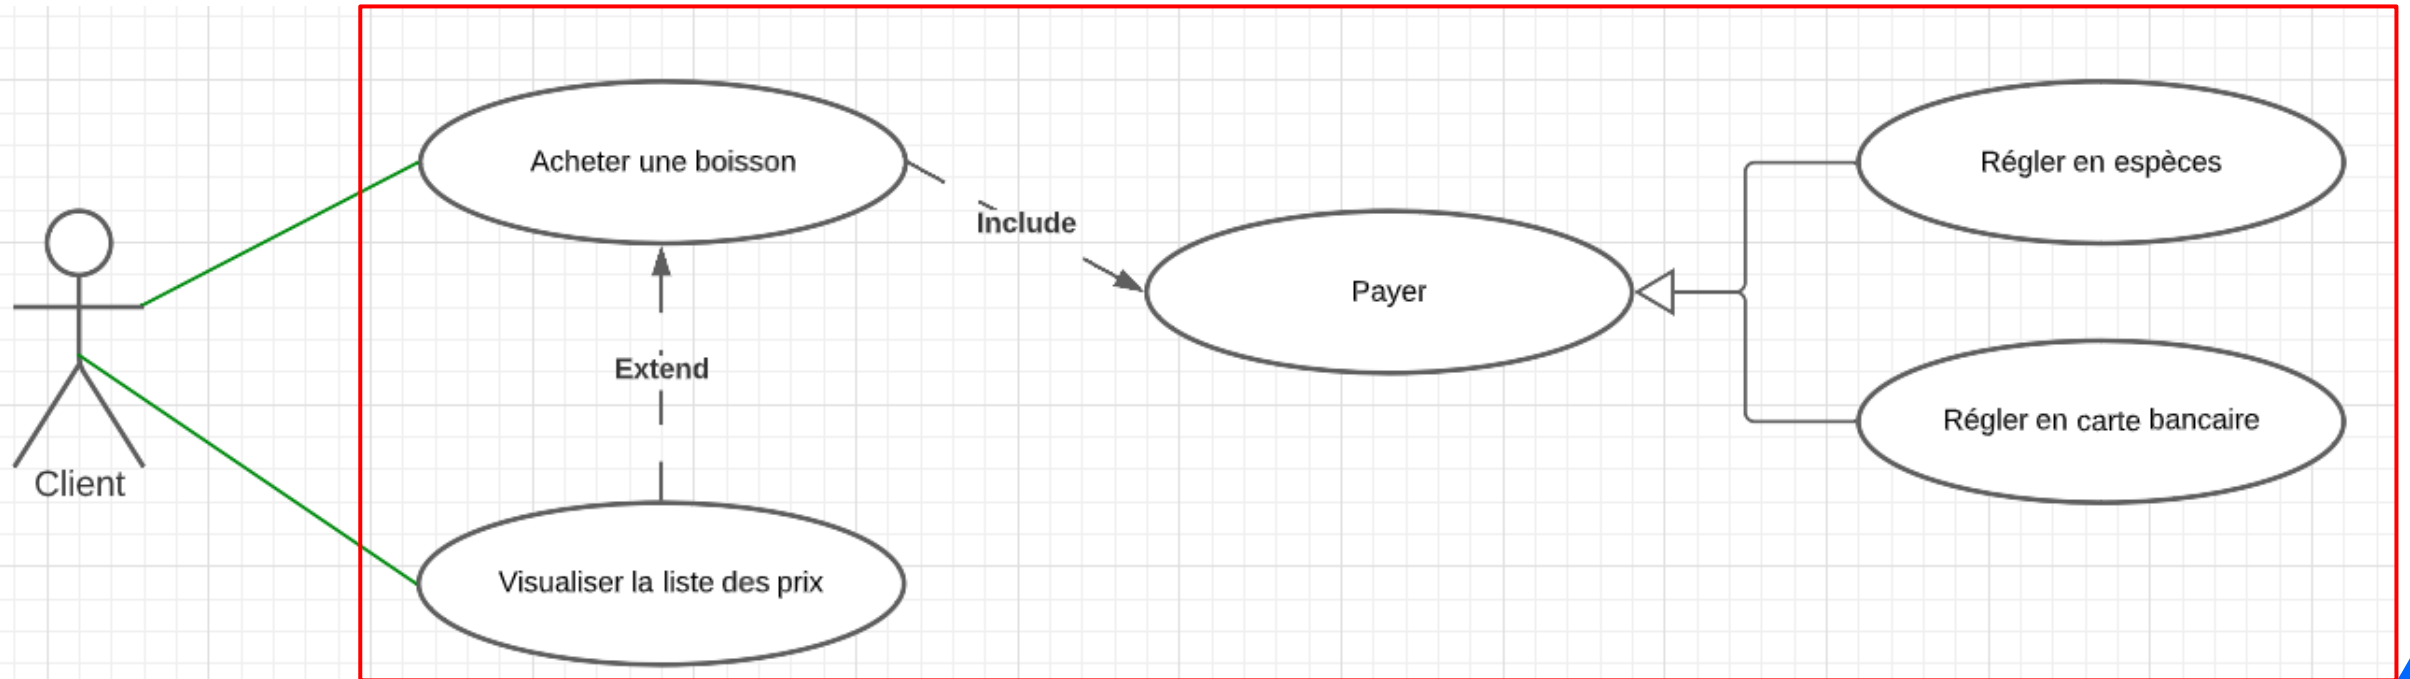 Acheter une boisson
Régler en espèces
Include
Payer
Extend
Régler en carte bancaire
Client
Visualiser la liste des prix